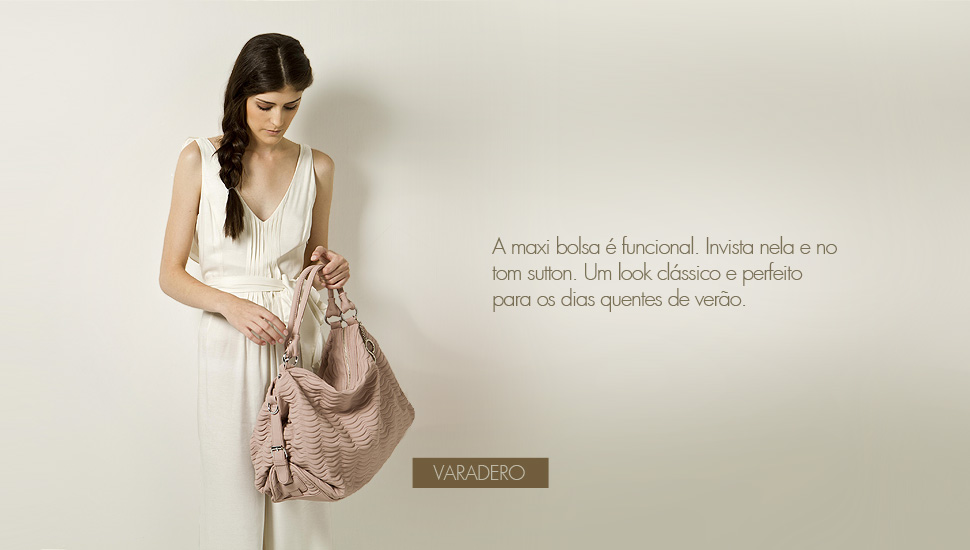 A maxi bolsa é funcional. Invista nela e no
tom sutton. Um look clássico e perfeito
para os dias quentes de verão.
VARADERO